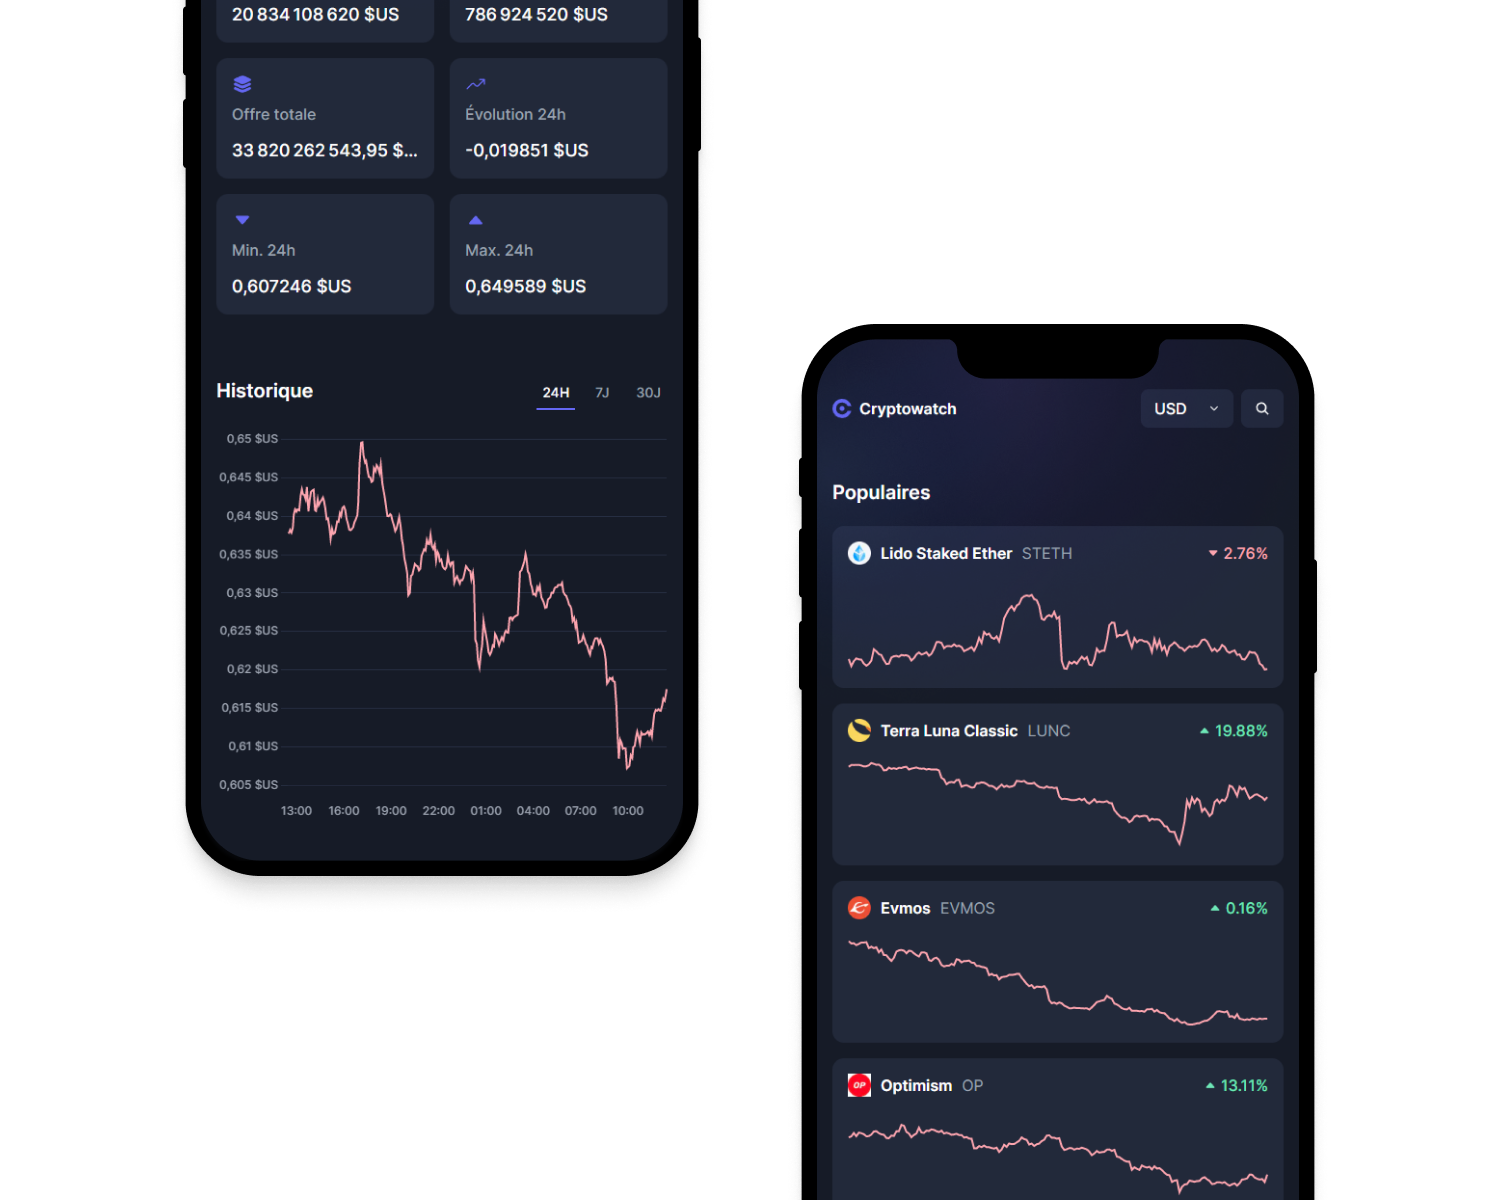 20 834 108 620 $US
786 924 520 $US
Offre totale
33 820 262 543,95 $...
Évolution 24h
-0,019851 $US
Min. 24h
0,607246 $US
Max. 24h
0,649589 $US
Historique
24H 7J 30J
0,65 $US
0,645 $US
0,64 $US
0,635 $US
0,63 $US
0,625 $US
0,62 $US
0,615 $US
0,61 $US
0,605 $US
13:00 16:00 19:00 22:00 01:00 04:00 07:00 10:00
Cryptowatch USD
Populaires
Lido Staked Ether STETH 2.76%
Terra Luna Classic LUNC 19.88%
Evmos EVMOS 0.16%
OP Optimism OP 13.11%